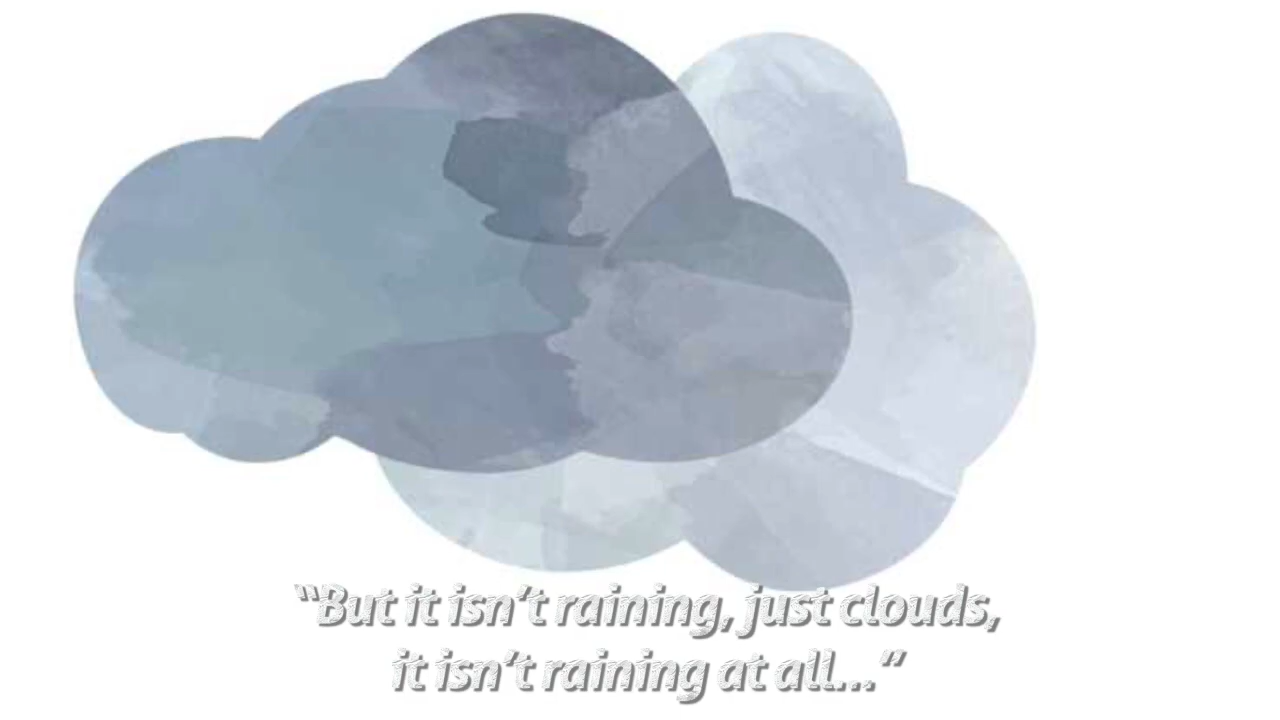 “But it isn’t raining, just clouds,
it isn’t raining at all...”